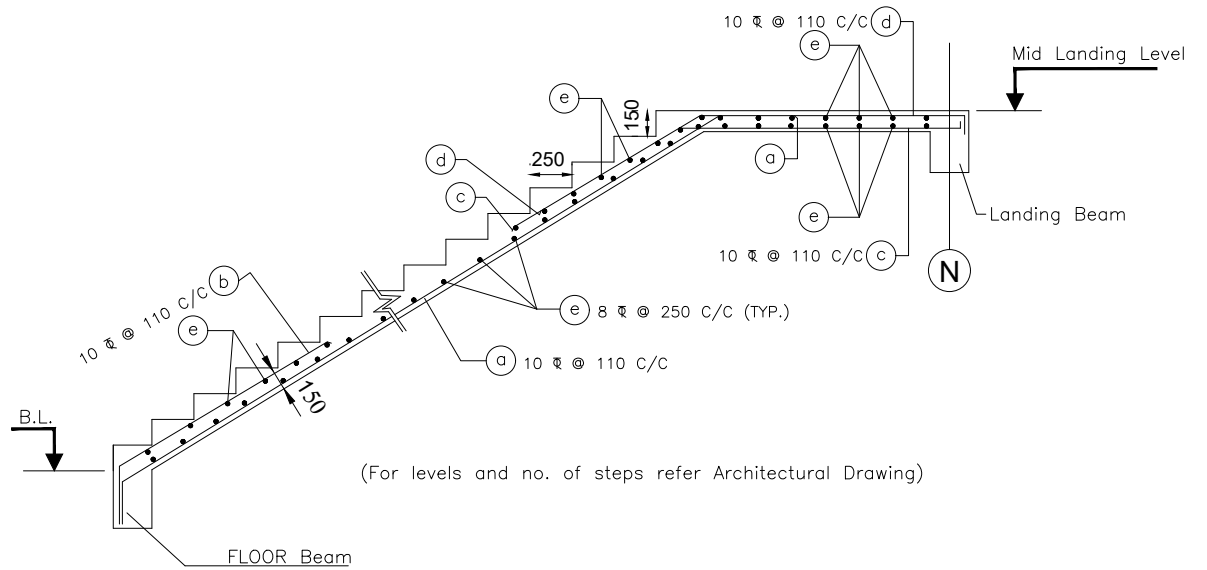 10 Ꞧ @ 110 C/C d
e
Mid Landing Level
e
150
d
.250
a
c
e
Landing Beam
10 Ꞧ @ 110 C/C c
N
10 Ꞧ @ 110 C/C b
e
e 8 Ꞧ @ 250 C/C (TYP.)
a 10 Ꞧ @ 110 C/C
150
B.L.
(For levels and no. of steps refer Architectural Drawing)
FLOOR Beam